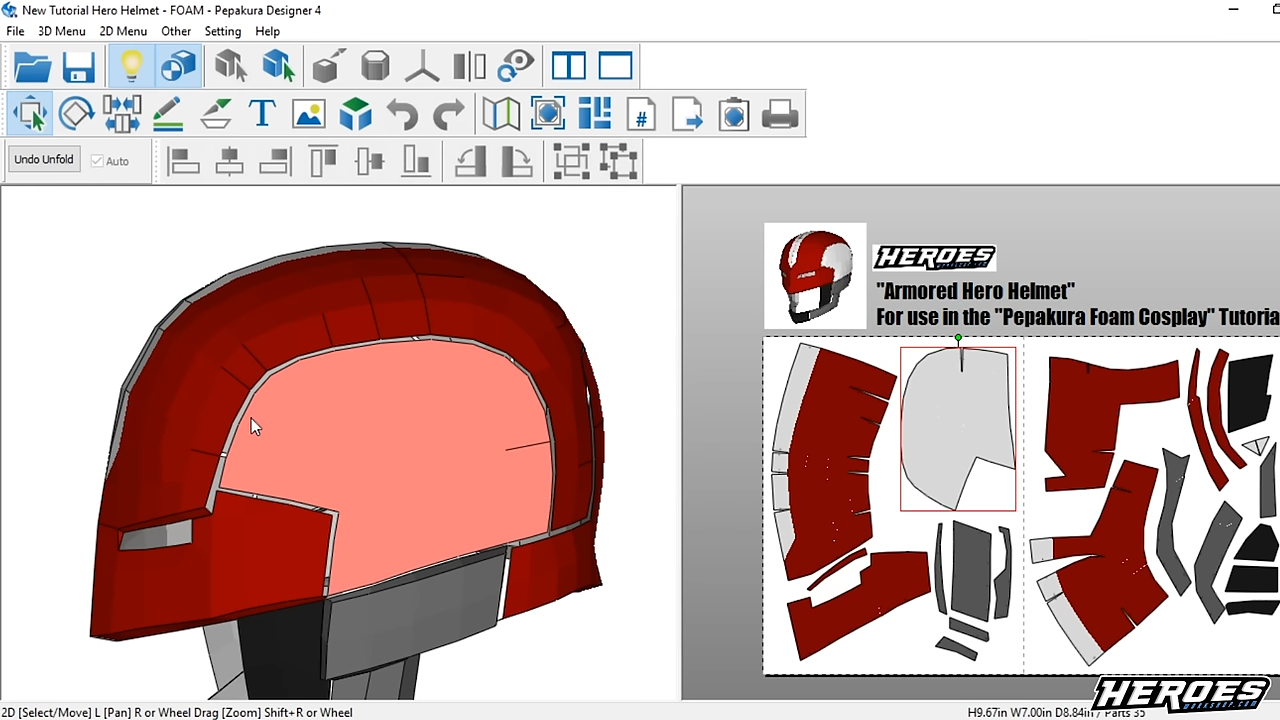 New Tutorial Hero Helmet - FOAM - Pepakura Designer 4
File 3D Menu 2D Menu Other Setting Help
T
#
Undo Unfold Auto
HEROES
"Armored Hero Helmet"
For use in the "Pepakura Foam Cosplay" Tutoria
HEROES
WORKSHOP.COM
2D [Select/Move] L [Pan] R or Wheel Drag [Zoom] Shift+R or Wheel
H9.67in W7.00in D8.84in / Parts 35